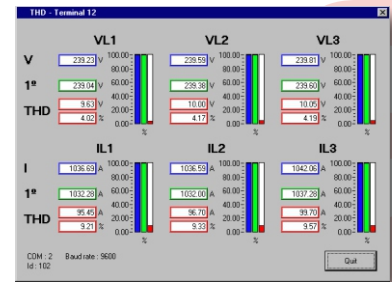 THD - Terminal 12
VL1 VL2 VL3
V 239.23 V 100.00 239.59 V 100.00 239.81 V 100.00
80.00 80.00 80.00
1º 239.04 V 60.00 239.38 V 60.00 239.60 V 60.00
40.00 40.00 40.00
THD 9.63 V 20.00 10.00 V 20.00 10.05 V 20.00
4.02 % 0.00 4.17 % 0.00 4.19 % 0.00
% % %
IL1 IL2 IL3
I 1036.69 A 100.00 1036.59 A 100.00 1042.06 A 100.00
80.00 80.00 80.00
1º 1032.28 A 60.00 1032.00 A 60.00 1037.28 A 60.00
40.00 40.00 40.00
THD 95.45 A 20.00 96.70 A 20.00 99.70 A 20.00
9.21 % 0.00 9.33 % 0.00 9.57 % 0.00
% % %
COM : 2 Baud rate : 9600
Id : 102
Quit